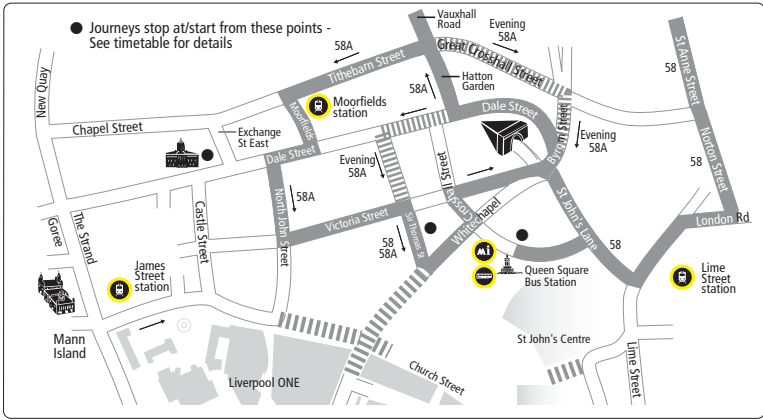 Journeys stop at/start from these points -
See timetable for details
Vauxhall
Road
Evening
58A
Great Crosshall Street
58A
Tithebarn Street
Hatton
Garden
58A
St Anne Street
58
New Quay
Moorfields
station
Moorfields
Chapel Street
Exchange
St East
Dale Street
Dale Street
Byrom Street
Evening
58A
Norton Street
58
Evening
58A
58A
North John Street
Castle Street
Victoria Street
Sir Thomas St
Crosshall Street
Whitechapel
St John's Lane
London Rd
Goree
The Strand
58
58A
58
James
Street
station
Mi
Queen Square
Bus Station
Lime
Street
station
Mann
Island
St John's Centre
Lime Street
Church Street
Liverpool ONE